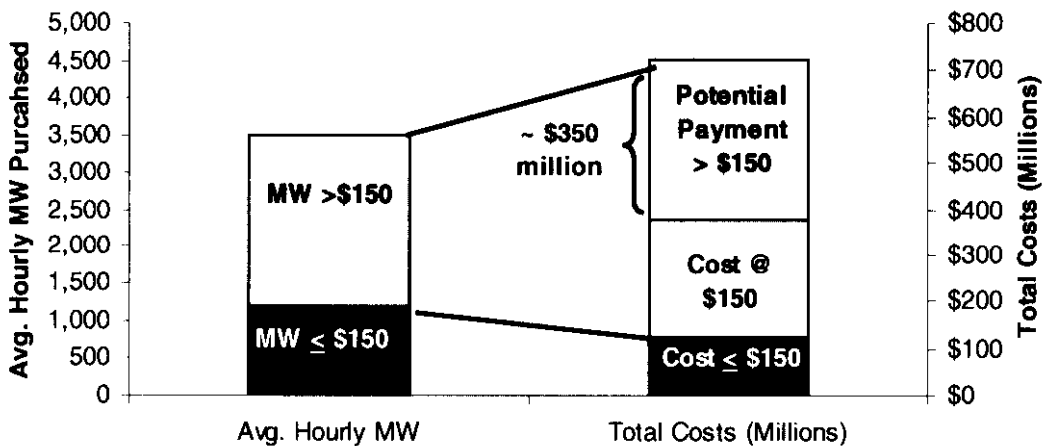 Avg. Hourly MW Purcahsed
5,000
4,500
4,000
3,500
3,000
2,500
2,000
1,500
1,000
500
0
MW >$150
MW ≤ $150
~ $350
million
Potential
Payment
> $150
Cost @
$150
Cost ≤ $150
$800
$700
$600
$500
$400
$300
$200
$100
$0
Total Costs (Millions)
Avg. Hourly MW
Total Costs (Millions)